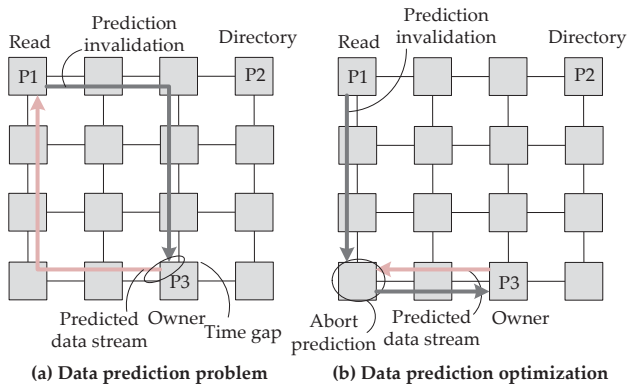 Prediction
invalidation
Read
Directory
P1
P2
P3
Predicted
data stream
Owner
Time gap
(a) Data prediction problem
Prediction
invalidation
Read
Directory
P1
P2
P3
Abort
prediction
Predicted
data stream
Owner
(b) Data prediction optimization